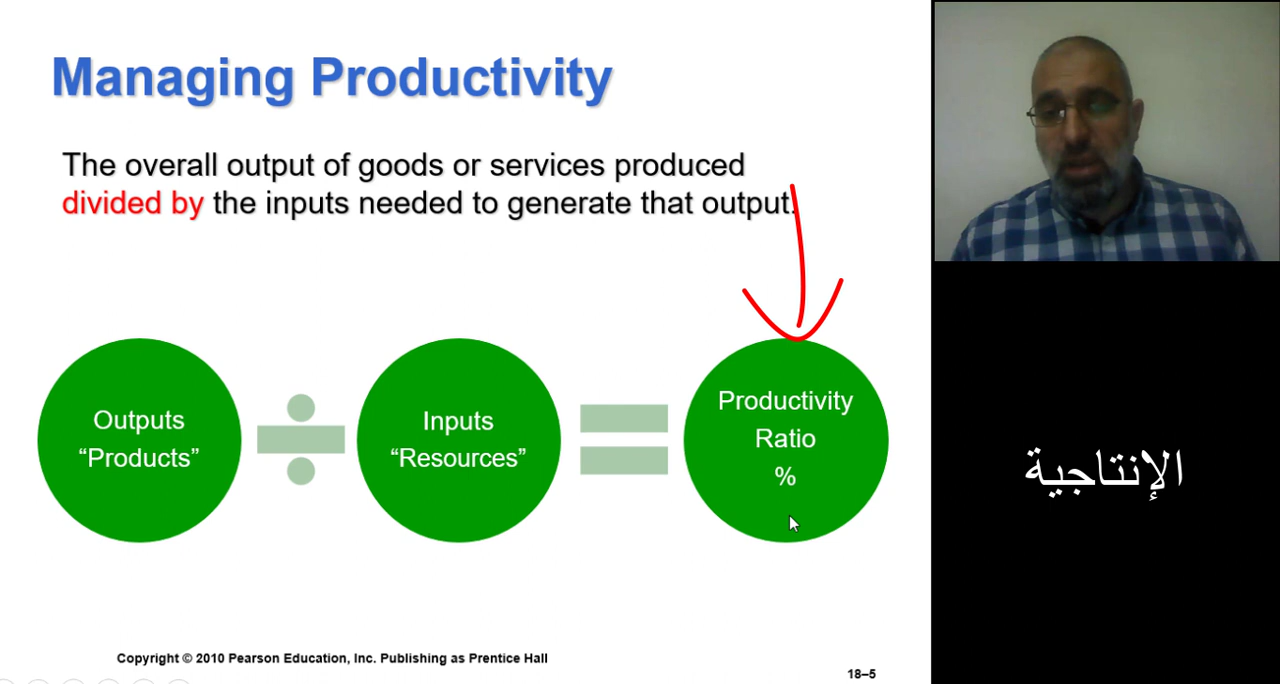 Managing Productivity
The overall output of goods or services produced
divided by the inputs needed to generate that output.
Outputs
“Products”
Inputs
“Resources”
Productivity
Ratio
%
الإنتاجية
Copyright © 2010 Pearson Education, Inc. Publishing as Prentice Hall
18–5